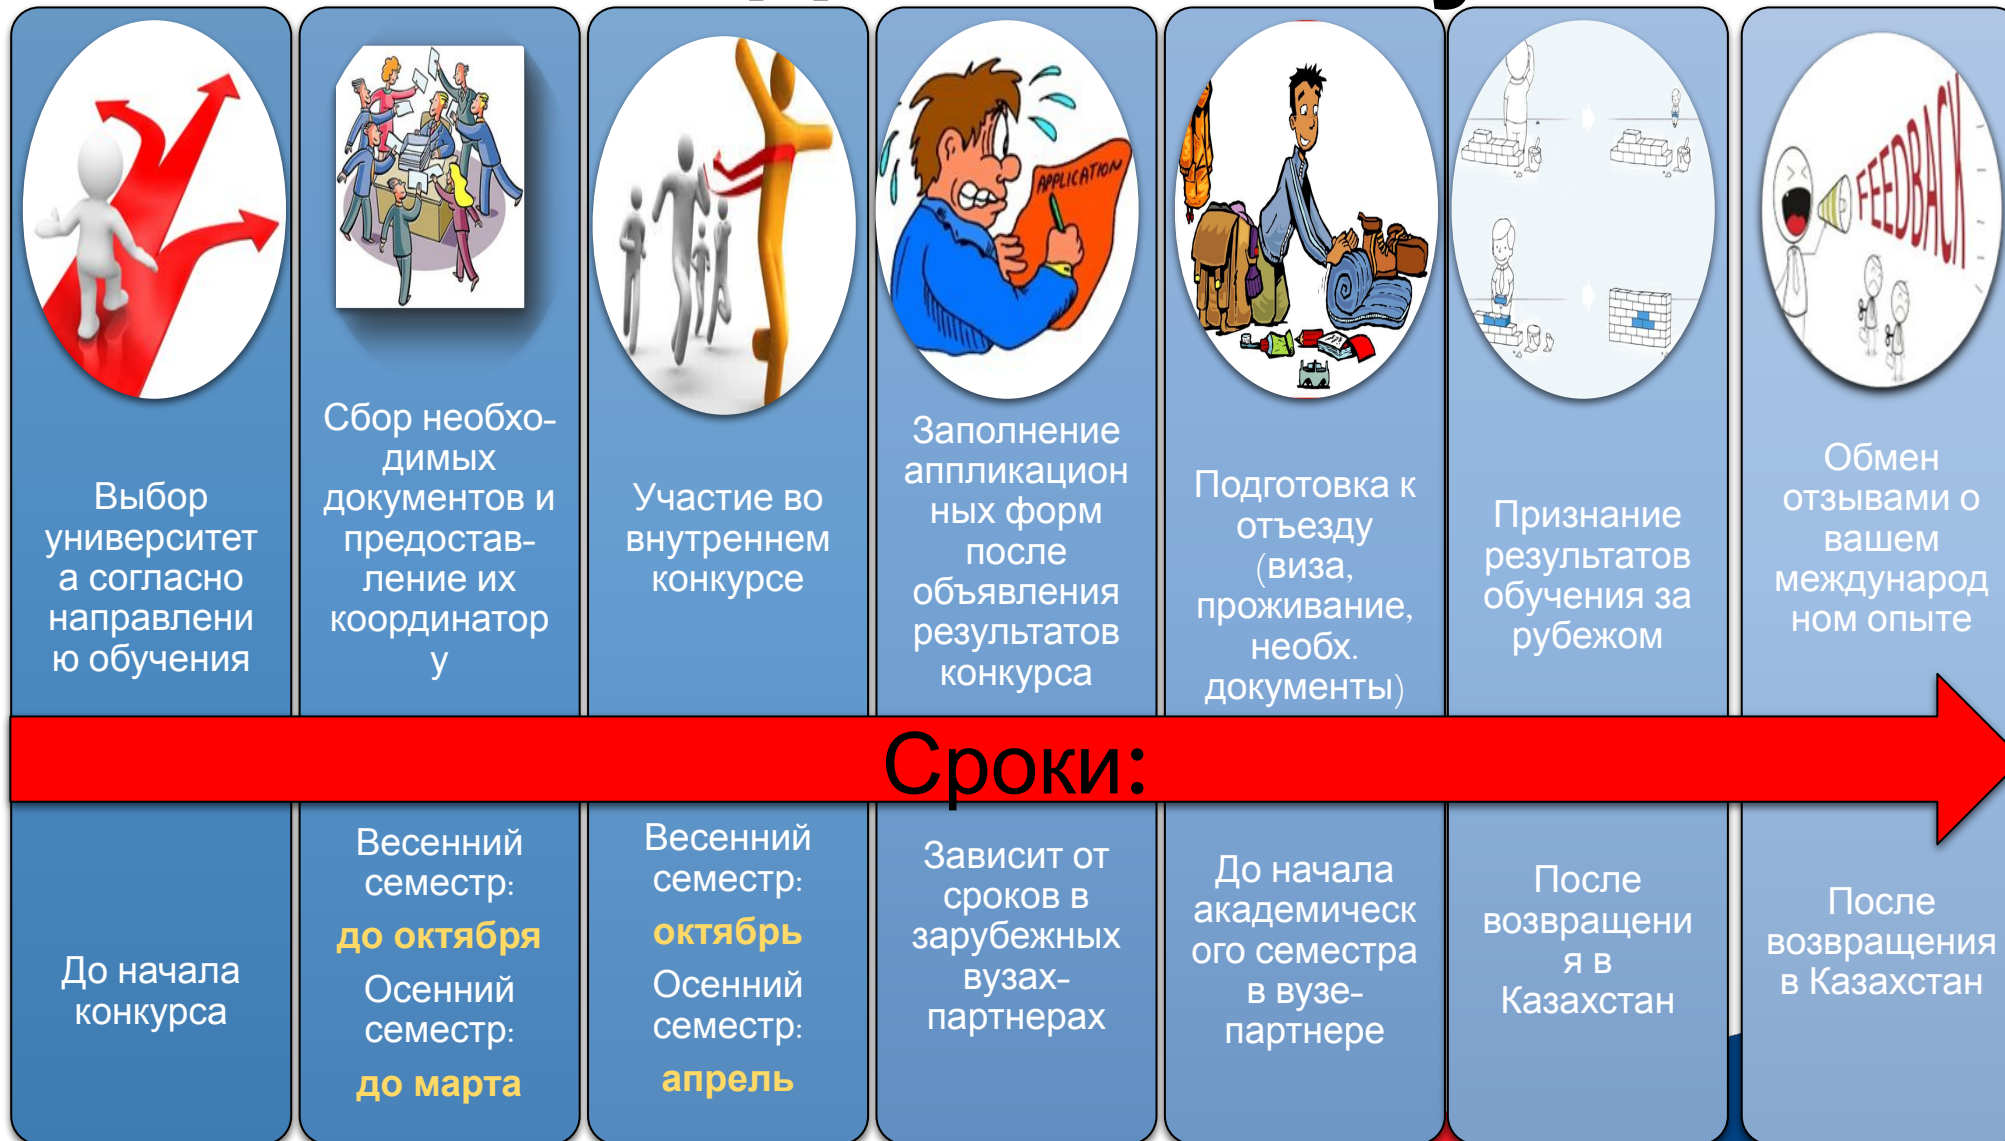 APPLICATION
FEEDBACK
Выбор
университет
а согласно
направлени
ю обучения
Сбор необхо-
димых
документов и
предостав-
ление их
координатор
у
Участие во
внутреннем
конкурсе
Заполнение
аппликацион
ных форм
после
объявления
результатов
конкурса
Подготовка к
отъезду
(виза,
проживание,
необх.
документы)
Признание
результатов
обучения за
рубежом
Обмен
отзывами о
вашем
международ
ном опыте
Сроки:
До начала
конкурса
Весенний
семестр:
до октября
Осенний
семестр:
до марта
Весенний
семестр:
октябрь
Осенний
семестр:
апрель
Зависит от
сроков в
зарубежных
вузах-
партнерах
До начала
академическ
ого семестра
в вузе-
партнере
После
возвращени
я в
Казахстан
После
возвращения
в Казахстан